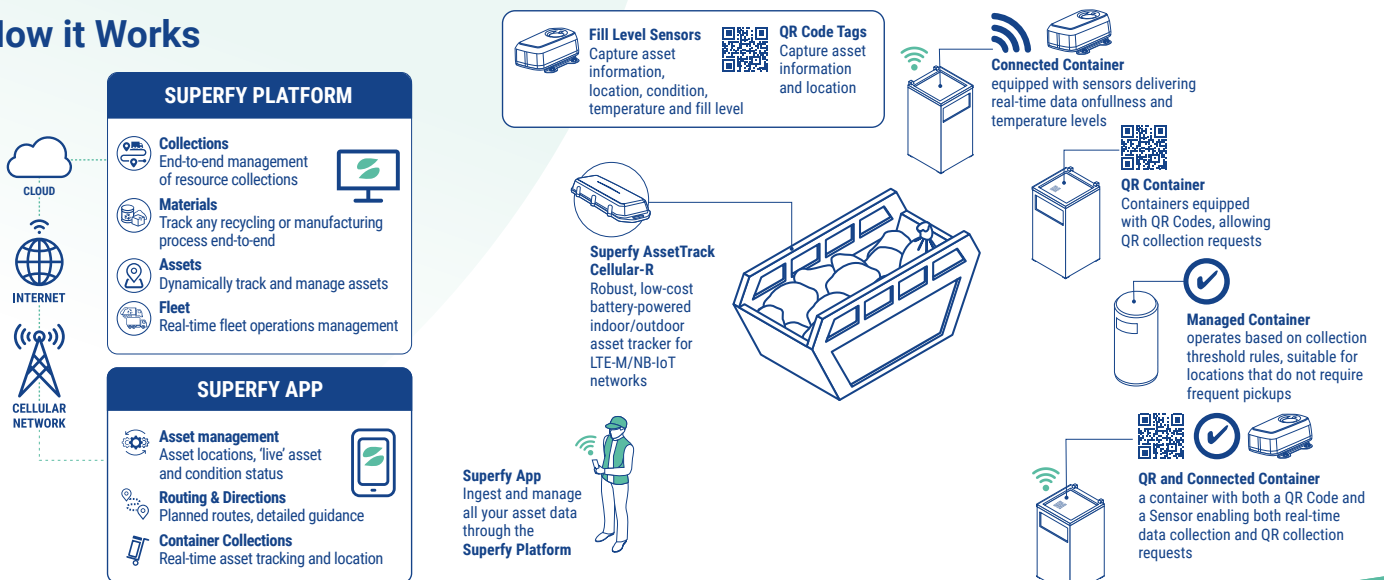 How it Works
SUPERFY PLATFORM
Collections
End-to-end management
of resource collections
Materials
Track any recycling or manufacturing
process end-to-end
Assets
Dynamically track and manage assets
Fleet
Real-time fleet operations management
CLOUD
INTERNET
CELLULAR
NETWORK
SUPERFY APP
Asset management
Asset locations, 'live' asset
and condition status
Routing & Directions
Planned routes, detailed guidance
Container Collections
Real-time asset tracking and location
Fill Level Sensors
Capture asset
information,
location, condition,
temperature and fill level
QR Code Tags
Capture asset
information
and location
Superfy AssetTrack
Cellular-R
Robust, low-cost
battery-powered
indoor/outdoor
asset tracker for
LTE-M/NB-IoT
networks
Superfy App
Ingest and manage
all your asset data
through the
Superfy Platform
Connected Container
equipped with sensors delivering
real-time data onfullness and
temperature levels
QR Container
Containers equipped
with QR Codes, allowing
QR collection requests
Managed Container
operates based on collection
threshold rules, suitable for
locations that do not require
frequent pickups
QR and Connected Container
a container with both a QR Code and
a Sensor enabling both real-time
data collection and QR collection
requests